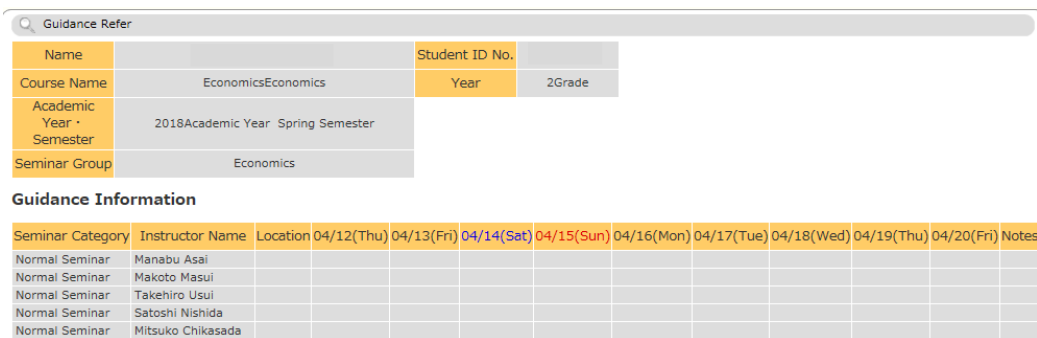 Guidance Refer
Name Student ID No.
Course Name EconomicsEconomics Year 2Grade
Academic
Year・
Semester
2018Academic Year Spring Semester
Seminar Group Economics
Guidance Information
Seminar Category Instructor Name Location 04/12(Thu) 04/13(Fri) 04/14(Sat) 04/15(Sun) 04/16(Mon) 04/17(Tue) 04/18(Wed) 04/19(Thu) 04/20(Fri) Notes
Normal Seminar Manabu Asai
Normal Seminar Makoto Masui
Normal Seminar Takehiro Usui
Normal Seminar Satoshi Nishida
Normal Seminar Mitsuko Chikasada